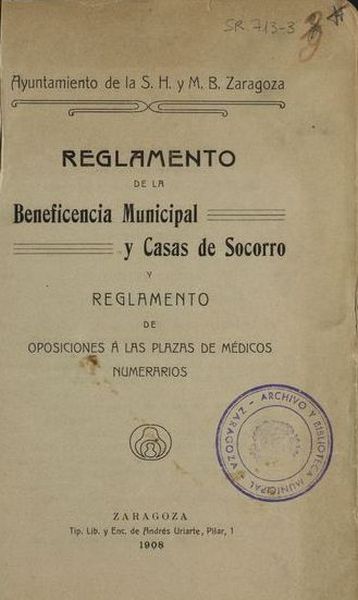 SR 713-3
Ayuntamiento de la S. H. y M. B. Zaragoza
REGLAMENTO
DE LA
Beneficencia Municipal
y Casas de Socorro
Y
REGLAMENTO
DE
OPOSICIONES Á LAS PLAZAS DE MÉDICOS
NUMERARIOS
ARCHIVO Y BIBLIOTECA MUNICIPAL - ZARAGOZA -
ZARAGOZA
Tip. Lib. y Enc. de Andrés Uriarte, Pilar, 1
1908